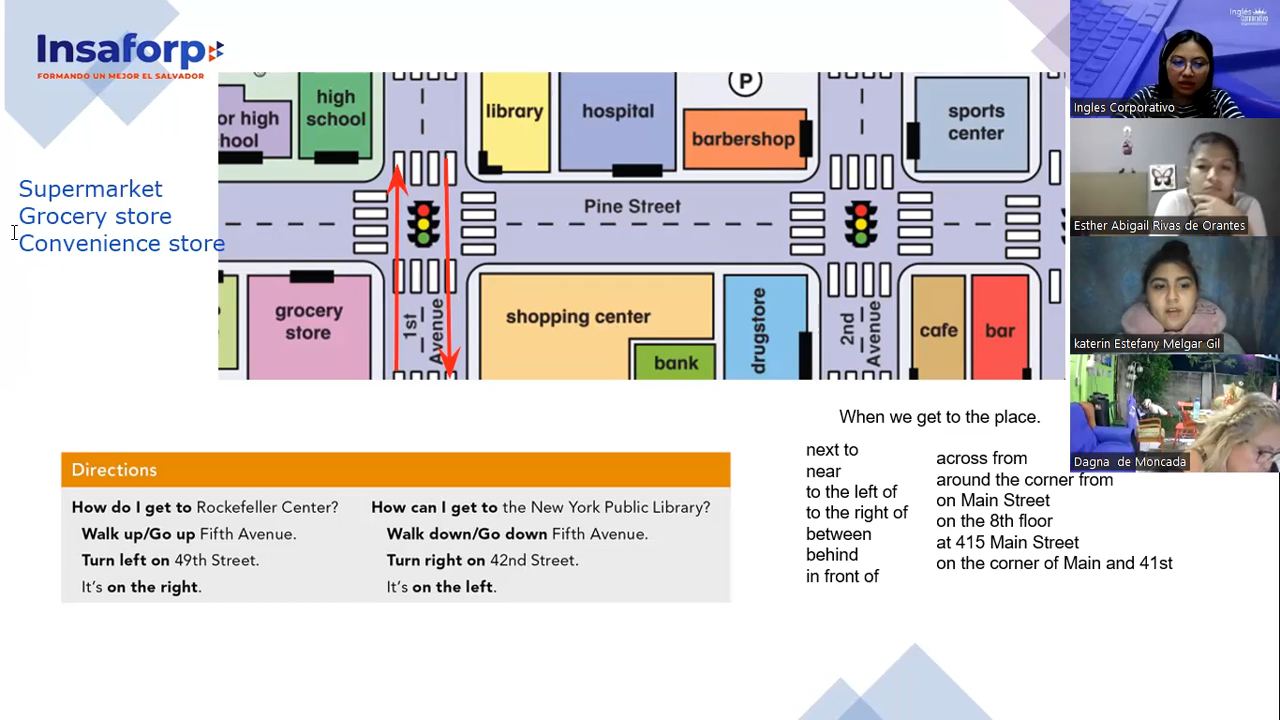 Insaforp
FORMANDO UN MEJOR EL SALVADOR
Supermarket
Grocery store
Convenience store
or high
hool
high
school
library
hospital
P
barbershop
sports
center
Pine Street
grocery
store
1st
Avenue
shopping center
bank
drugstore
2nd
Avenue
cafe
bar
Directions
How do I get to Rockefeller Center?
Walk up/Go up Fifth Avenue.
Turn left on 49th Street.
It's on the right.
How can I get to the New York Public Library?
Walk down/Go down Fifth Avenue.
Turn right on 42nd Street.
It's on the left.
When we get to the place.
next to
near
to the left of
to the right of
between
behind
in front of
across from
around the corner from
on Main Street
on the 8th floor
at 415 Main Street
on the corner of Main and 41st
Inglés
Corporativo
Ingles Corporativo
Esther Abigail Rivas de Orantes
katerin Estefany Melgar Gil
Dagna de Moncada